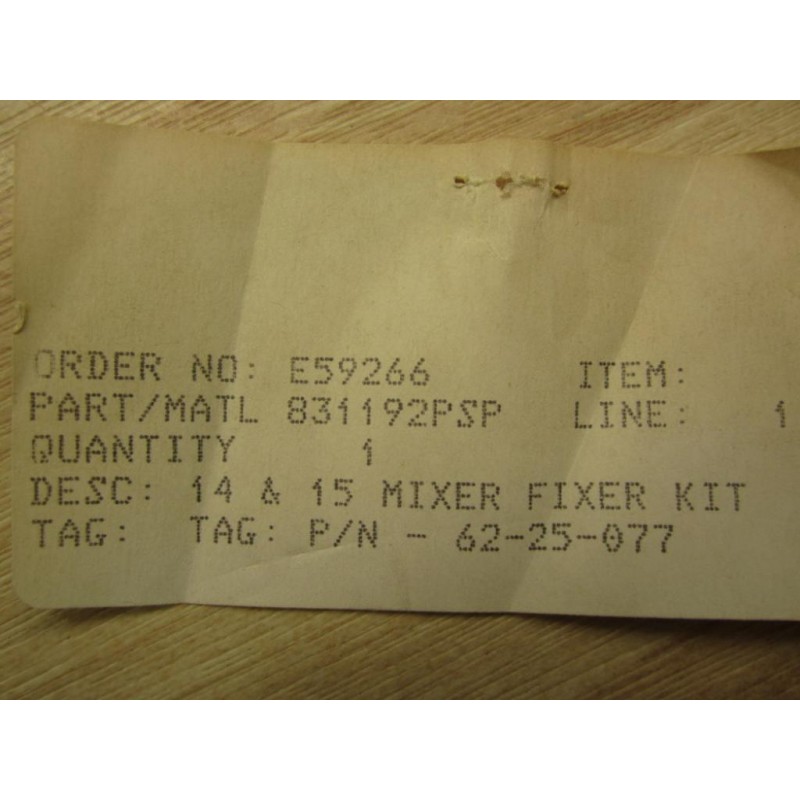 ORDER NO: E59266 ITEM:
PART/MATL 831192PSP LINE: 1
QUANTITY 1
DESC: 14 & 15 MIXER FIXER KIT
TAG: TAG: P/N - 62-25-077